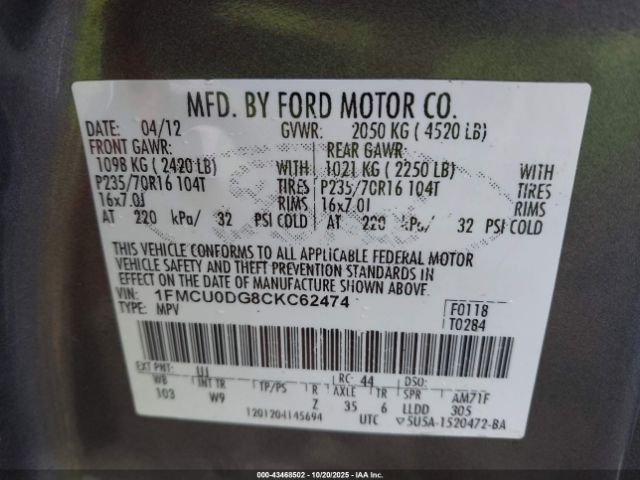 MFD. BY FORD MOTOR CO.
DATE: 04/12 GVWR: 2050 KG ( 4520 LB)
FRONT GAWR: REAR GAWR:
1098 KG ( 2420 LB) WITH 1021 KG ( 2250 LB) WITH
P235/70R16 104T TIRES P235/70R16 104T TIRES
16x7.0J RIMS 16x7.0J RIMS
AT 220 kPa/ 32 PSI COLD AT 220 kPa/ 32 PSI COLD
THIS VEHICLE CONFORMS TO ALL APPLICABLE FEDERAL MOTOR
VEHICLE SAFETY AND THEFT PREVENTION STANDARDS IN
EFFECT ON THE DATE OF MANUFACTURE SHOWN ABOVE.
VIN: 1FMCU0DG8CKC62474 F0118
TYPE: MPV T0284
EXT PNT: UJ RC: 44 DSO:
WB INT TR TP/PS R AXLE TR SPR AM71F
103 W9 Z 35 6 LLDD 305
1201204145694 UTC 5U5A-1520472-BA
000-43468502 - 10/20/2025 - IAAI.COM